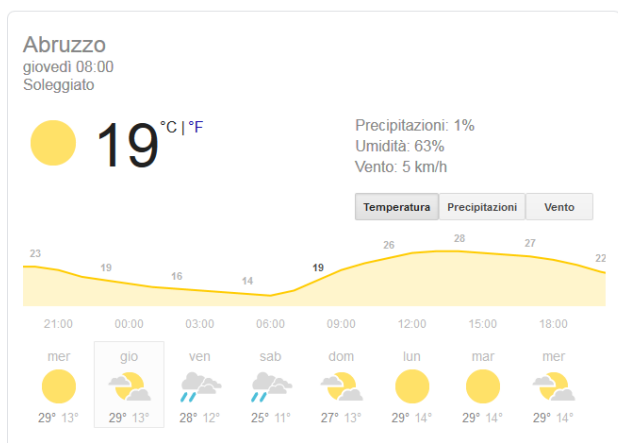 Abruzzo
giovedì 08:00
Soleggiato
19 °C | °F
Precipitazioni: 1%
Umidità: 63%
Vento: 5 km/h
Temperatura Precipitazioni Vento
23 19 16 14 19 26 28 27 22
21:00 00:00 03:00 06:00 09:00 12:00 15:00 18:00
mer gio ven sab dom lun mar mer
29° 13° 29° 13° 28° 12° 25° 11° 27° 13° 29° 14° 29° 14° 29° 14°